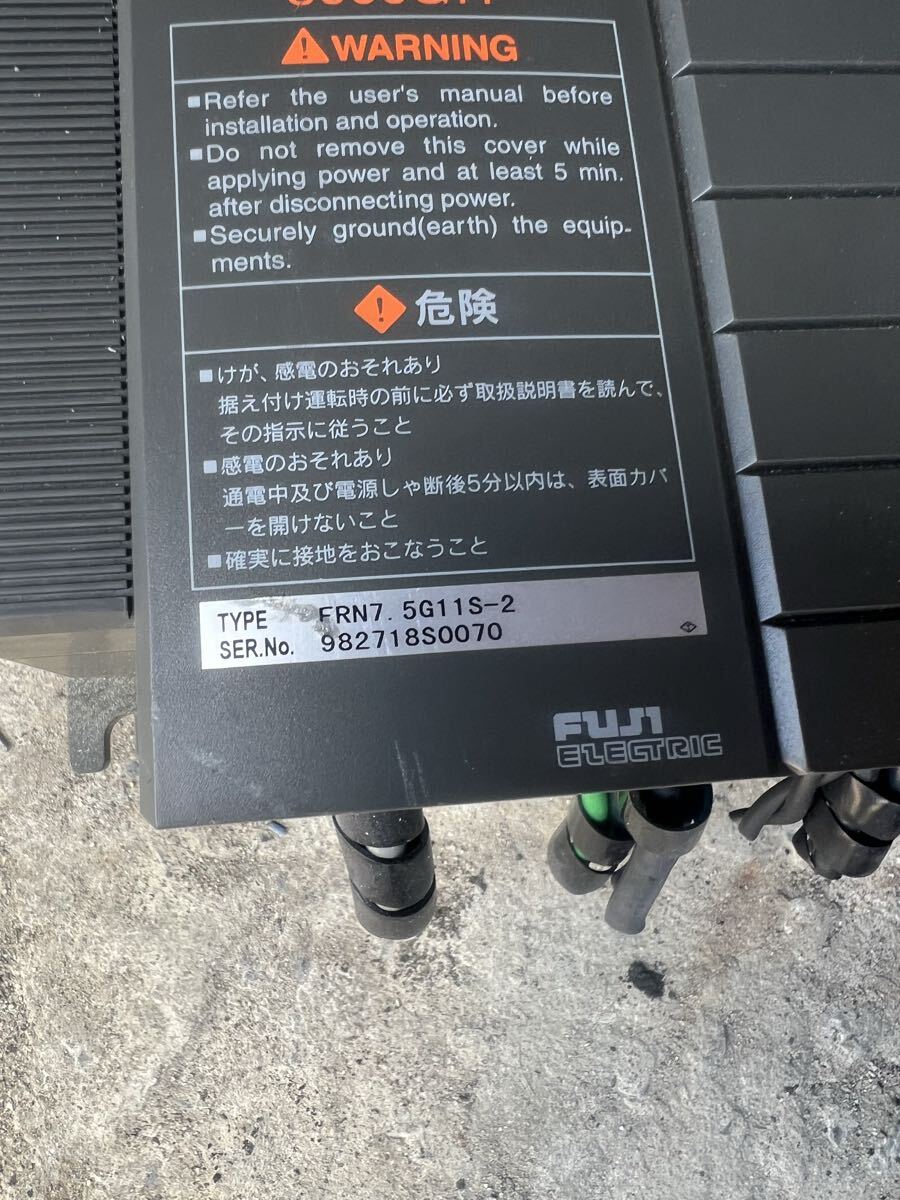 WARNING
■Refer the user's manual before
installation and operation.
■Do not remove this cover while
applying power and at least 5 min.
after disconnecting power.
■Securely ground(earth) the equip-
ments.
危険
■けが、感電のおそれあり
据え付け運転時の前に必ず取扱説明書を読んで、
その指示に従うこと
■感電のおそれあり
通電中及び電源しゃ断後5分以内は、表面カバ
ーを開けないこと
■確実に接地をおこなうこと
TYPE FRN7.5G11S-2
SER.No. 982718S0070
FUJI
ELECTRIC